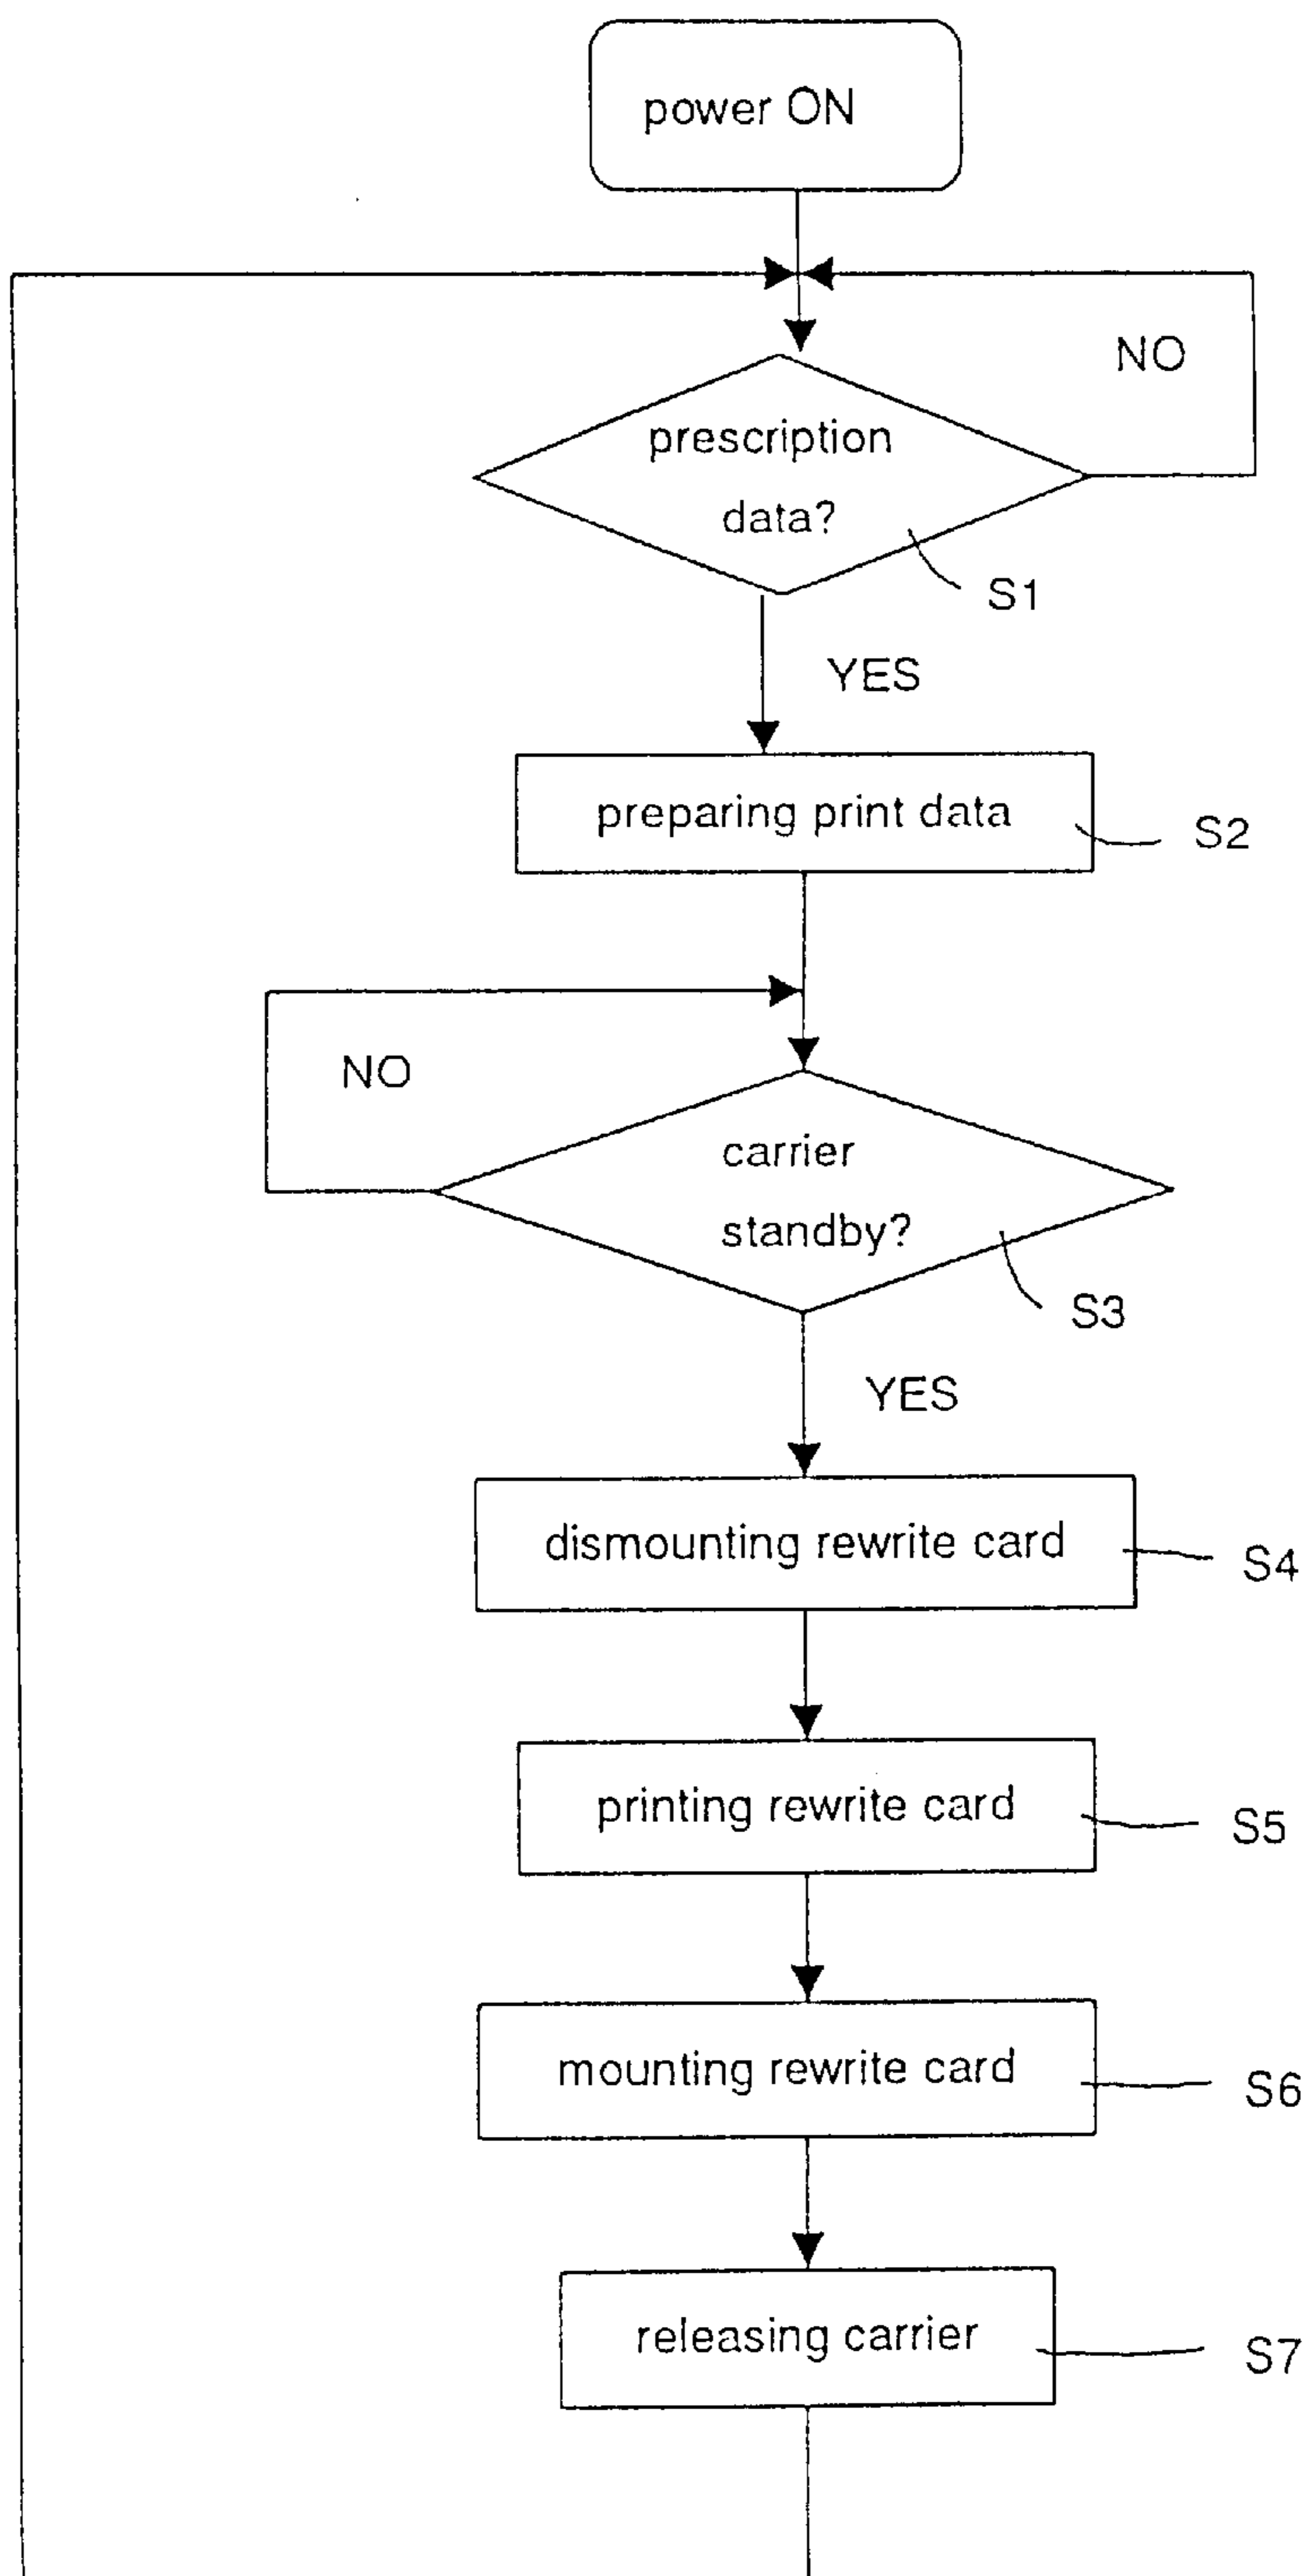 power ON
NO
prescription
data?
S1
YES
preparing print data
S2
NO
carrier
standby?
S3
YES
dismounting rewrite card
S4
printing rewrite card
S5
mounting rewrite card
S6
releasing carrier
S7